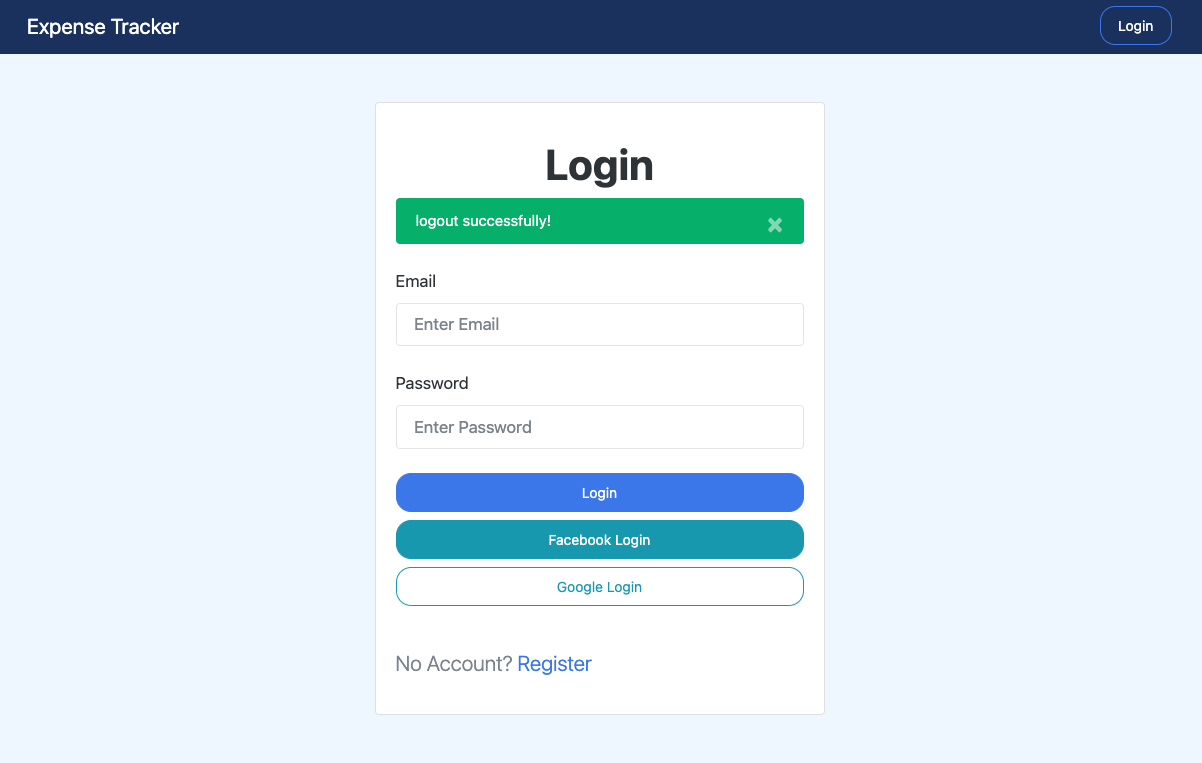 Expense Tracker
Login
Login
logout successfully!
Email
Enter Email
Password
Enter Password
Login
Facebook Login
Google Login
No Account? Register